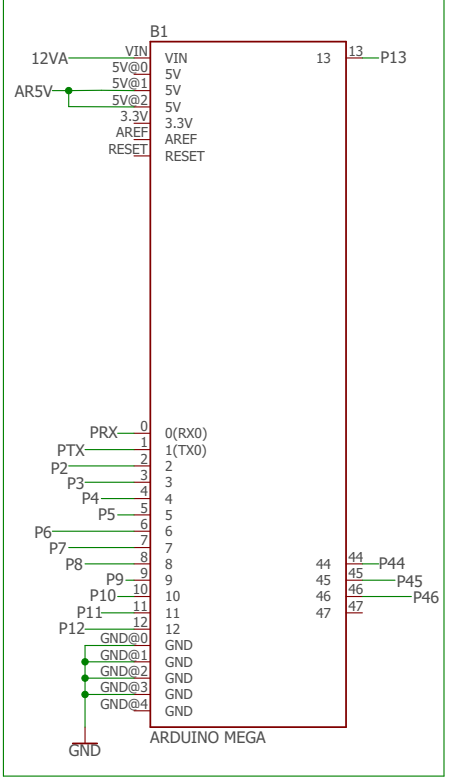 B1
12VA VIN VIN 13 13 P13
5V@0 5V
AR5V 5V@1 5V
5V@2 5V
3.3V 3.3V
AREF AREF
RESET RESET
PRX 0 0(RX0)
PTX 1 1(TX0)
P2 2 2
P3 3 3
P4 4 4
P5 5 5
P6 6 6
P7 7 7
P8 8 8 44 44 P44
P9 9 9 45 45 P45
P10 10 10 46 46 P46
P11 11 11 47 47
P12 12 12
GND@0 GND
GND@1 GND
GND@2 GND
GND@3 GND
GND@4 GND
ARDUINO MEGA
GND